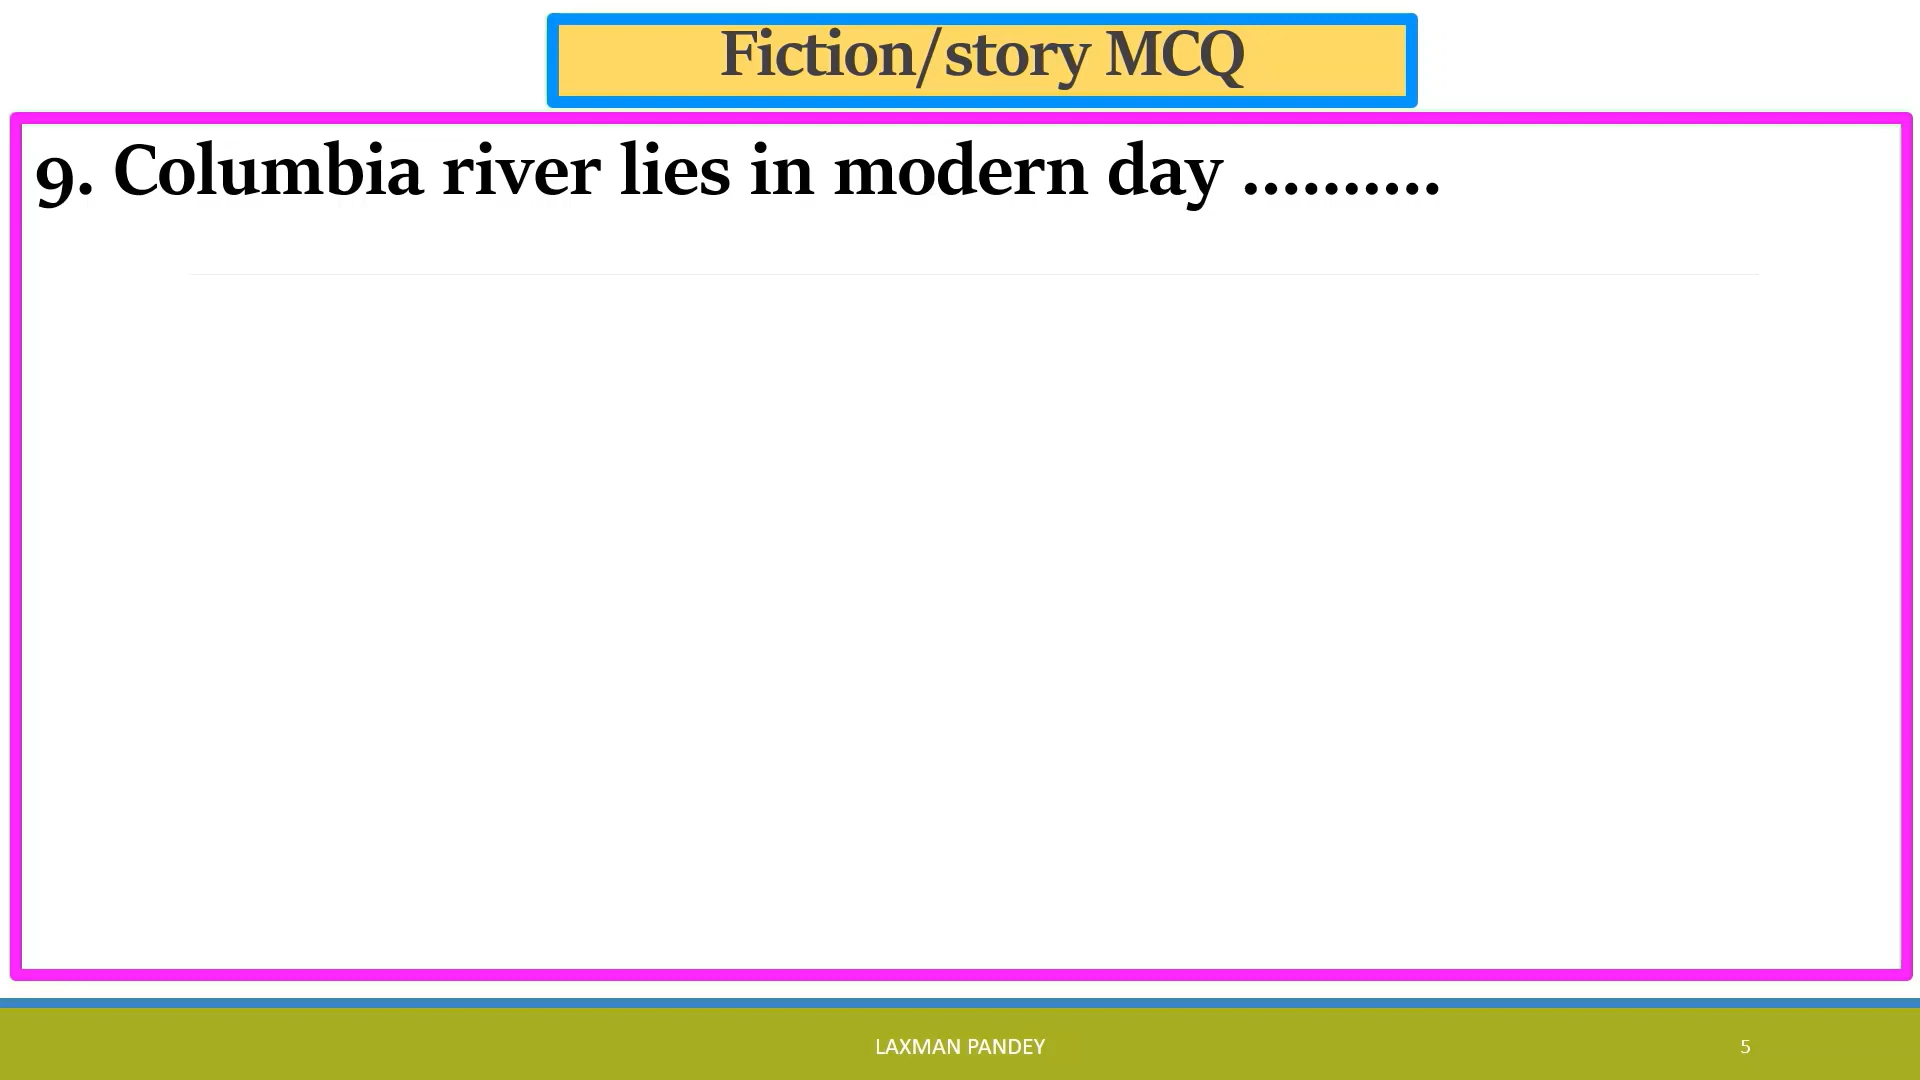 Fiction/story MCQ
9. Columbia river lies in modern day ..........
LAXMAN PANDEY
5